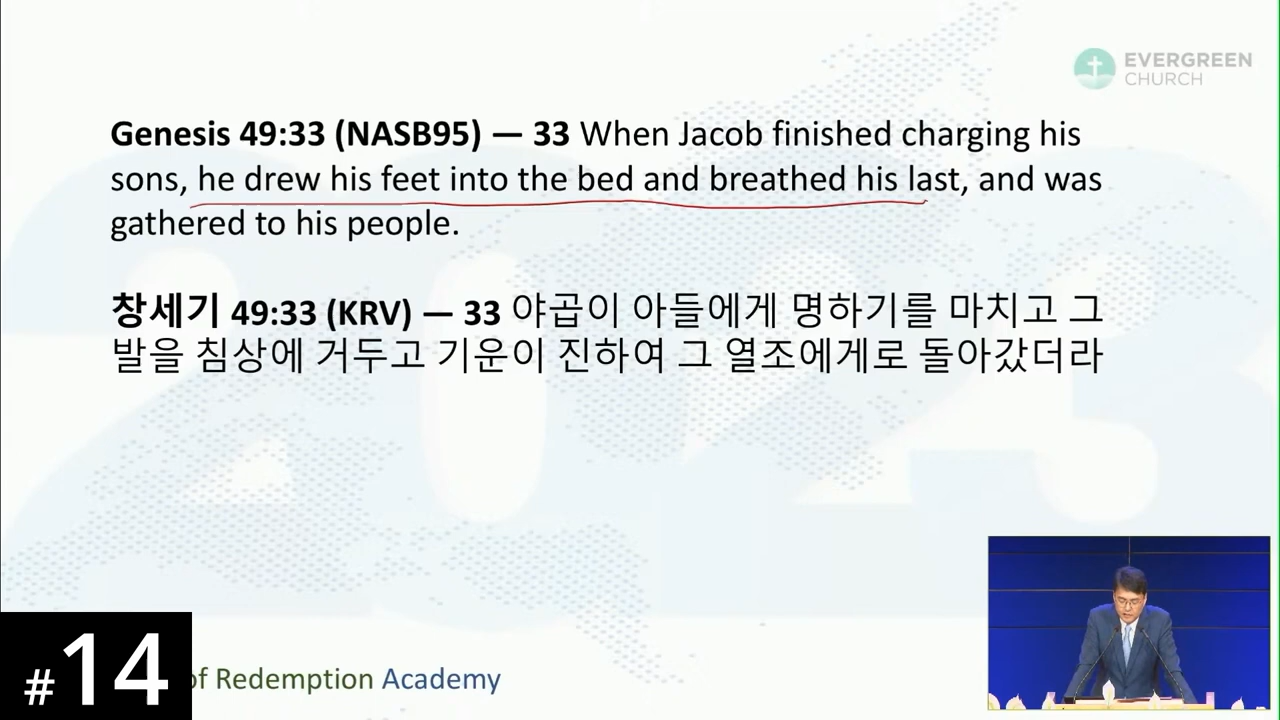 EVERGREEN
CHURCH
Genesis 49:33 (NASB95) — 33 When Jacob finished charging his
sons, he drew his feet into the bed and breathed his last, and was
gathered to his people.
창세기 49:33 (KRV) — 33 야곱이 아들에게 명하기를 마치고 그
발을 침상에 거두고 기운이 진하여 그 열조에게로 돌아갔더라
#14
of Redemption Academy